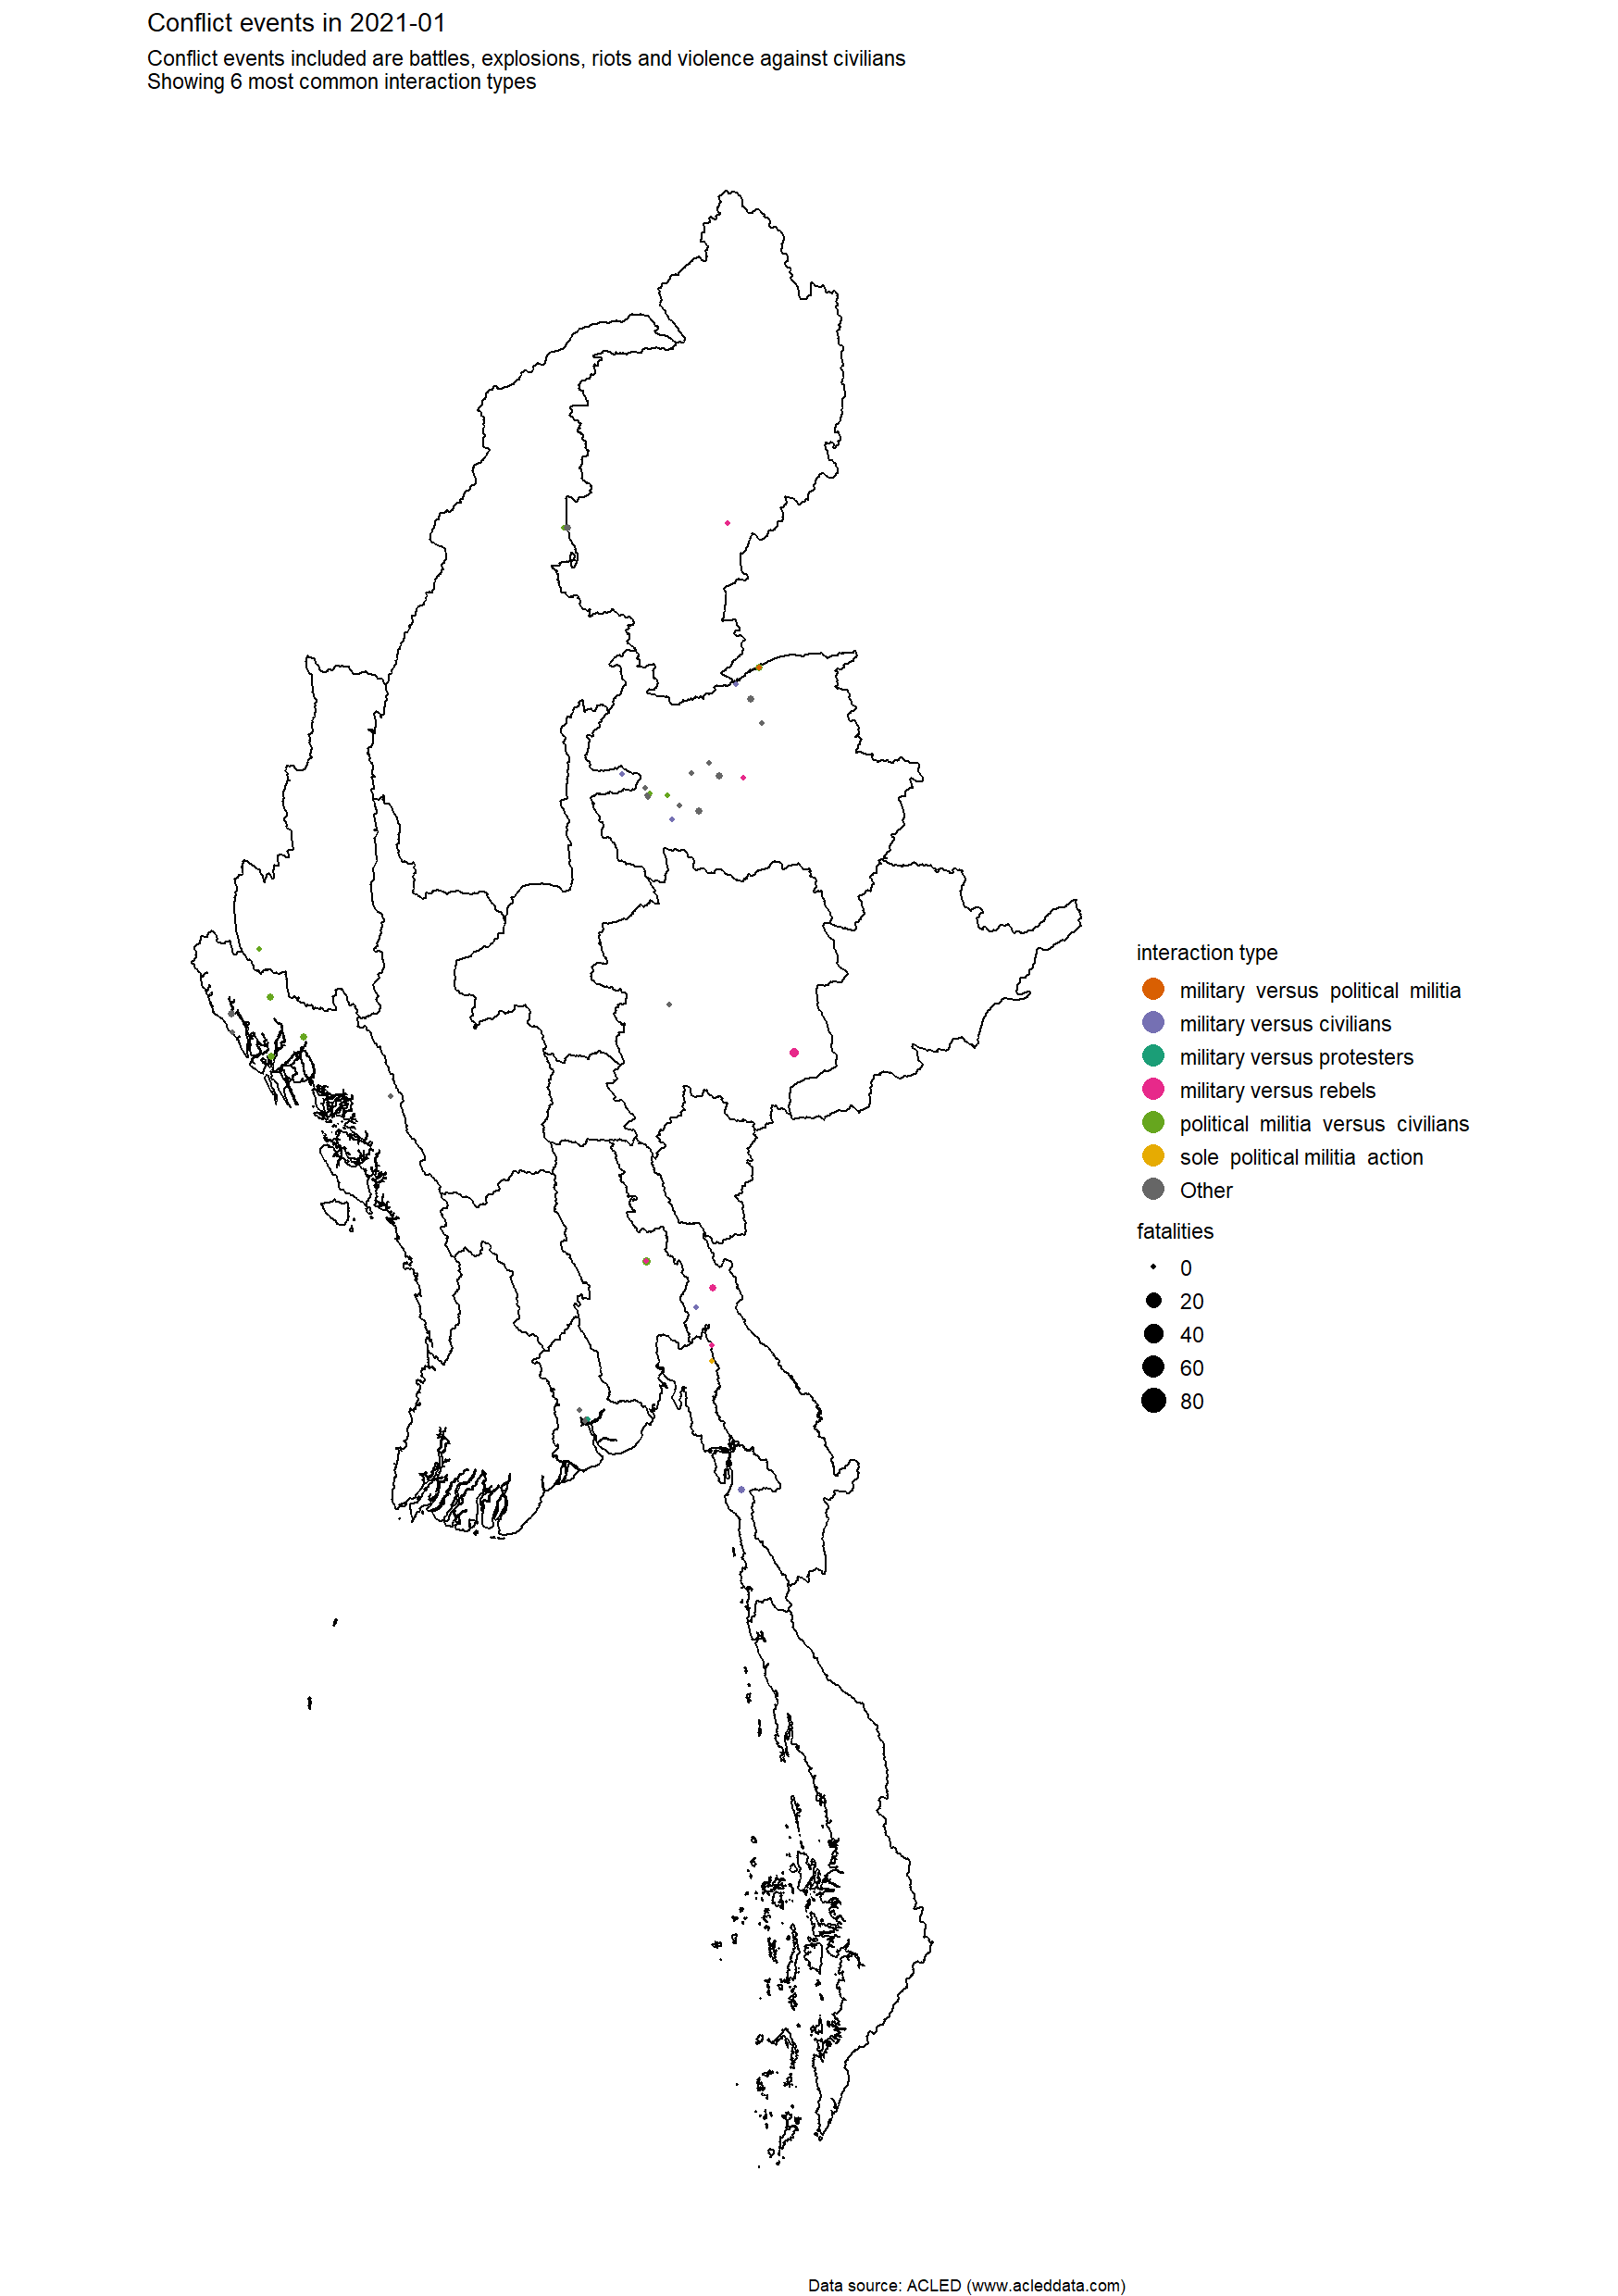 Conflict events in 2021-01
Conflict events included are battles, explosions, riots and violence against civilians
Showing 6 most common interaction types
interaction type
military versus political militia
military versus civilians
military versus protesters
military versus rebels
political militia versus civilians
sole political militia action
Other
fatalities
0
20
40
60
80
Data source: ACLED (www.acleddata.com)